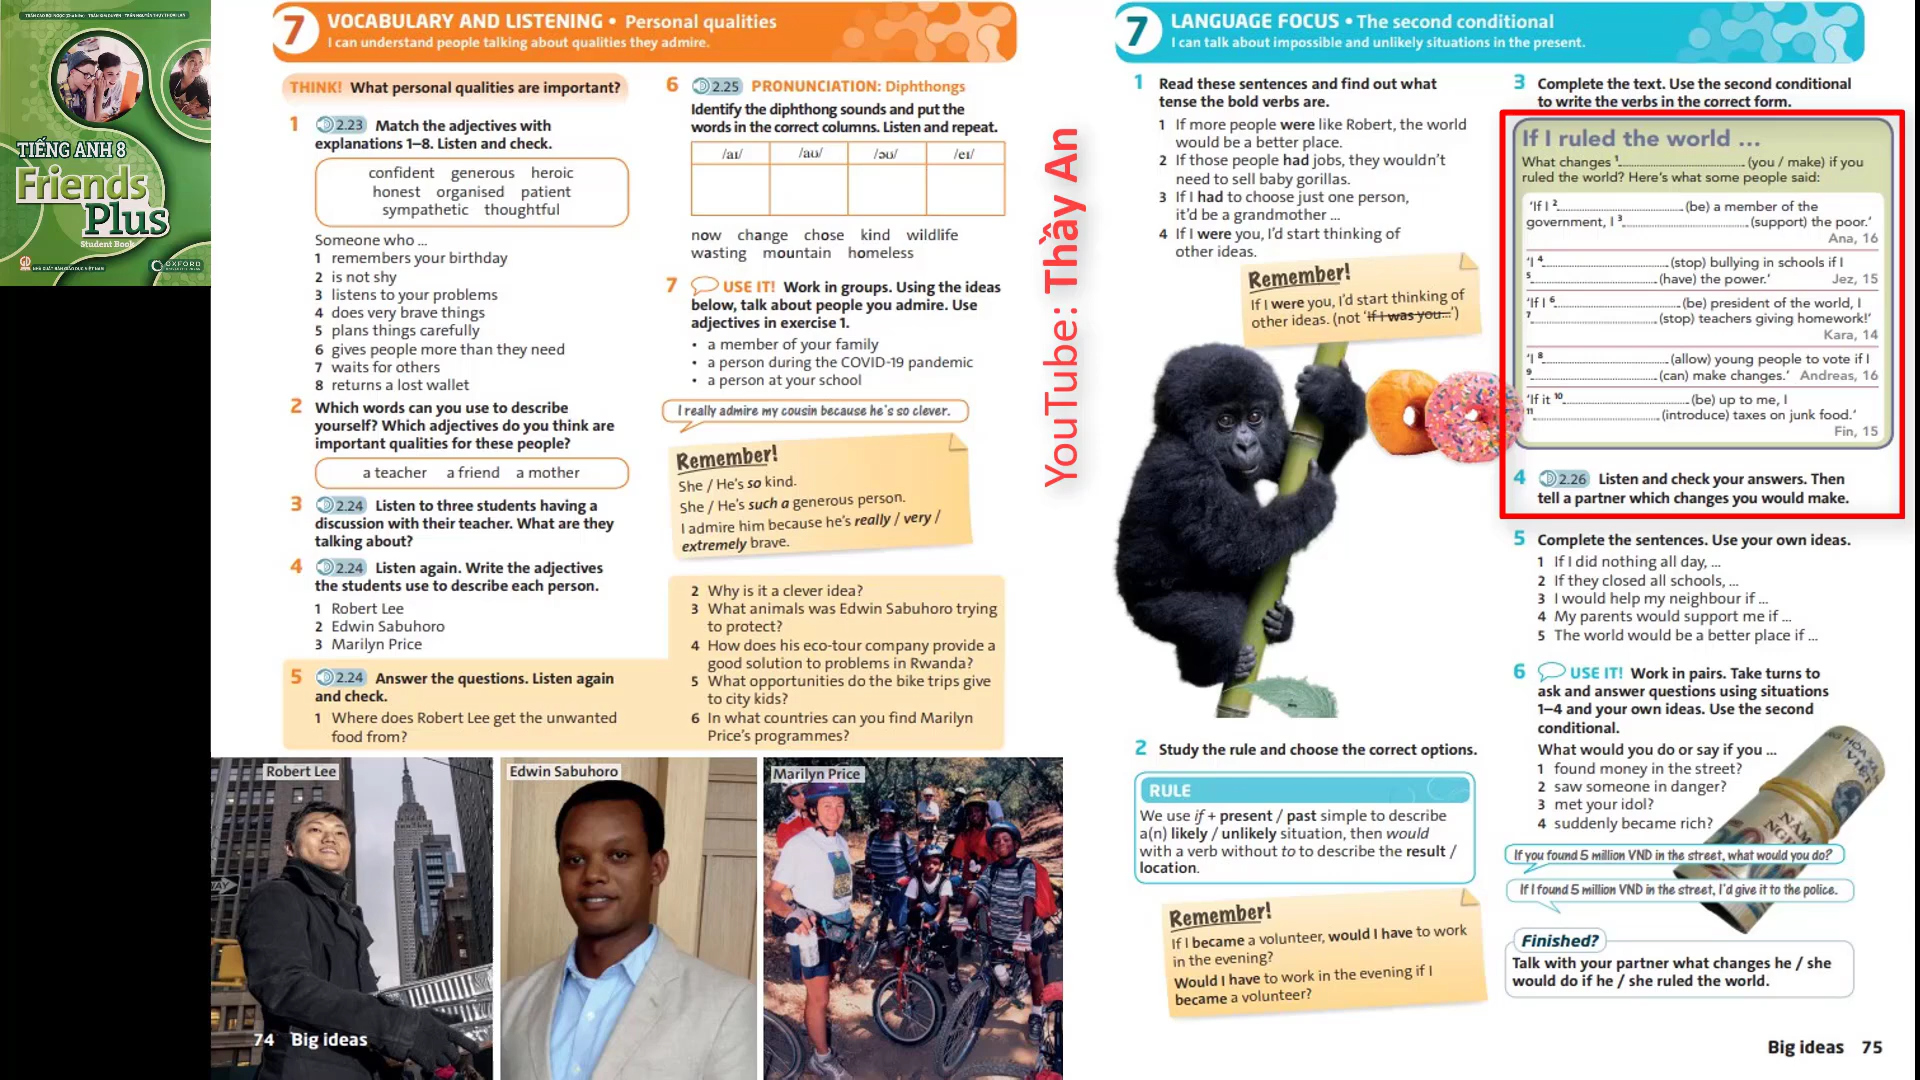 TRẦN CAO BỘI NGỌC (Chủ biên) - TRẦN KIM DUYÊN - TRẦN NGUYỄN THỤY THÙY LAN
TIẾNG ANH 8
Friends
Plus
Student Book
NHÀ XUẤT BẢN GIÁO DỤC VIỆT NAM
OXFORD
7 VOCABULARY AND LISTENING • Personal qualities
I can understand people talking about qualities they admire.
THINK! What personal qualities are important?
1 2.23 Match the adjectives with
explanations 1–8. Listen and check.
confident generous heroic
honest organised patient
sympathetic thoughtful
Someone who ...
1 remembers your birthday
2 is not shy
3 listens to your problems
4 does very brave things
5 plans things carefully
6 gives people more than they need
7 waits for others
8 returns a lost wallet
2 Which words can you use to describe
yourself? Which adjectives do you think are
important qualities for these people?
a teacher a friend a mother
3 2.24 Listen to three students having a
discussion with their teacher. What are they
talking about?
4 2.24 Listen again. Write the adjectives
the students use to describe each person.
1 Robert Lee
2 Edwin Sabuhoro
3 Marilyn Price
5 2.24 Answer the questions. Listen again
and check.
1 Where does Robert Lee get the unwanted
food from?
2 Why is it a clever idea?
3 What animals was Edwin Sabuhoro trying
to protect?
4 How does his eco-tour company provide a
good solution to problems in Rwanda?
5 What opportunities do the bike trips give
to city kids?
6 In what countries can you find Marilyn
Price's programmes?
6 2.25 PRONUNCIATION: Diphthongs
Identify the diphthong sounds and put the
words in the correct columns. Listen and repeat.
/aɪ/ /aʊ/ /əʊ/ /eɪ/
now change chose kind wildlife
wasting mountain homeless
7 USE IT! Work in groups. Using the ideas
below, talk about people you admire. Use
adjectives in exercise 1.
• a member of your family
• a person during the COVID-19 pandemic
• a person at your school
I really admire my cousin because he's so clever.
Remember!
She / He's so kind.
She / He's such a generous person.
I admire him because he's really / very /
extremely brave.
Robert Lee
Edwin Sabuhoro
Marilyn Price
74 Big ideas
YouTube: Thầy An
7 LANGUAGE FOCUS • The second conditional
I can talk about impossible and unlikely situations in the present.
1 Read these sentences and find out what
tense the bold verbs are.
1 If more people were like Robert, the world
would be a better place.
2 If those people had jobs, they wouldn't
need to sell baby gorillas.
3 If I had to choose just one person,
it'd be a grandmother ...
4 If I were you, I'd start thinking of
other ideas.
Remember!
If I were you, I'd start thinking of
other ideas. (not 'If I was you...')
2 Study the rule and choose the correct options.
RULE
We use if + present / past simple to describe
a(n) likely / unlikely situation, then would
with a verb without to to describe the result /
location.
Remember!
If I became a volunteer, would I have to work
in the evening?
Would I have to work in the evening if I
became a volunteer?
3 Complete the text. Use the second conditional
to write the verbs in the correct form.
If I ruled the world ...
What changes 1.............................. (you / make) if you
ruled the world? Here's what some people said:
'If I 2.............................. (be) a member of the
government, I 3.............................. (support) the poor.'
Ana, 16
'I 4.............................. (stop) bullying in schools if I
5.............................. (have) the power.' Jez, 15
'If I 6.............................. (be) president of the world, I
7.............................. (stop) teachers giving homework!'
Kara, 14
'I 8.............................. (allow) young people to vote if I
9.............................. (can) make changes.' Andreas, 16
'If it 10.............................. (be) up to me, I
11.............................. (introduce) taxes on junk food.'
Fin, 15
4 2.26 Listen and check your answers. Then
tell a partner which changes you would make.
5 Complete the sentences. Use your own ideas.
1 If I did nothing all day, ...
2 If they closed all schools, ...
3 I would help my neighbour if ...
4 My parents would support me if ...
5 The world would be a better place if ...
6 USE IT! Work in pairs. Take turns to
ask and answer questions using situations
1–4 and your own ideas. Use the second
conditional.
What would you do or say if you ...
1 found money in the street?
2 saw someone in danger?
3 met your idol?
4 suddenly became rich?
If you found 5 million VND in the street, what would you do?
If I found 5 million VND in the street, I'd give it to the police.
Finished?
Talk with your partner what changes he / she
would do if he / she ruled the world.
Big ideas 75